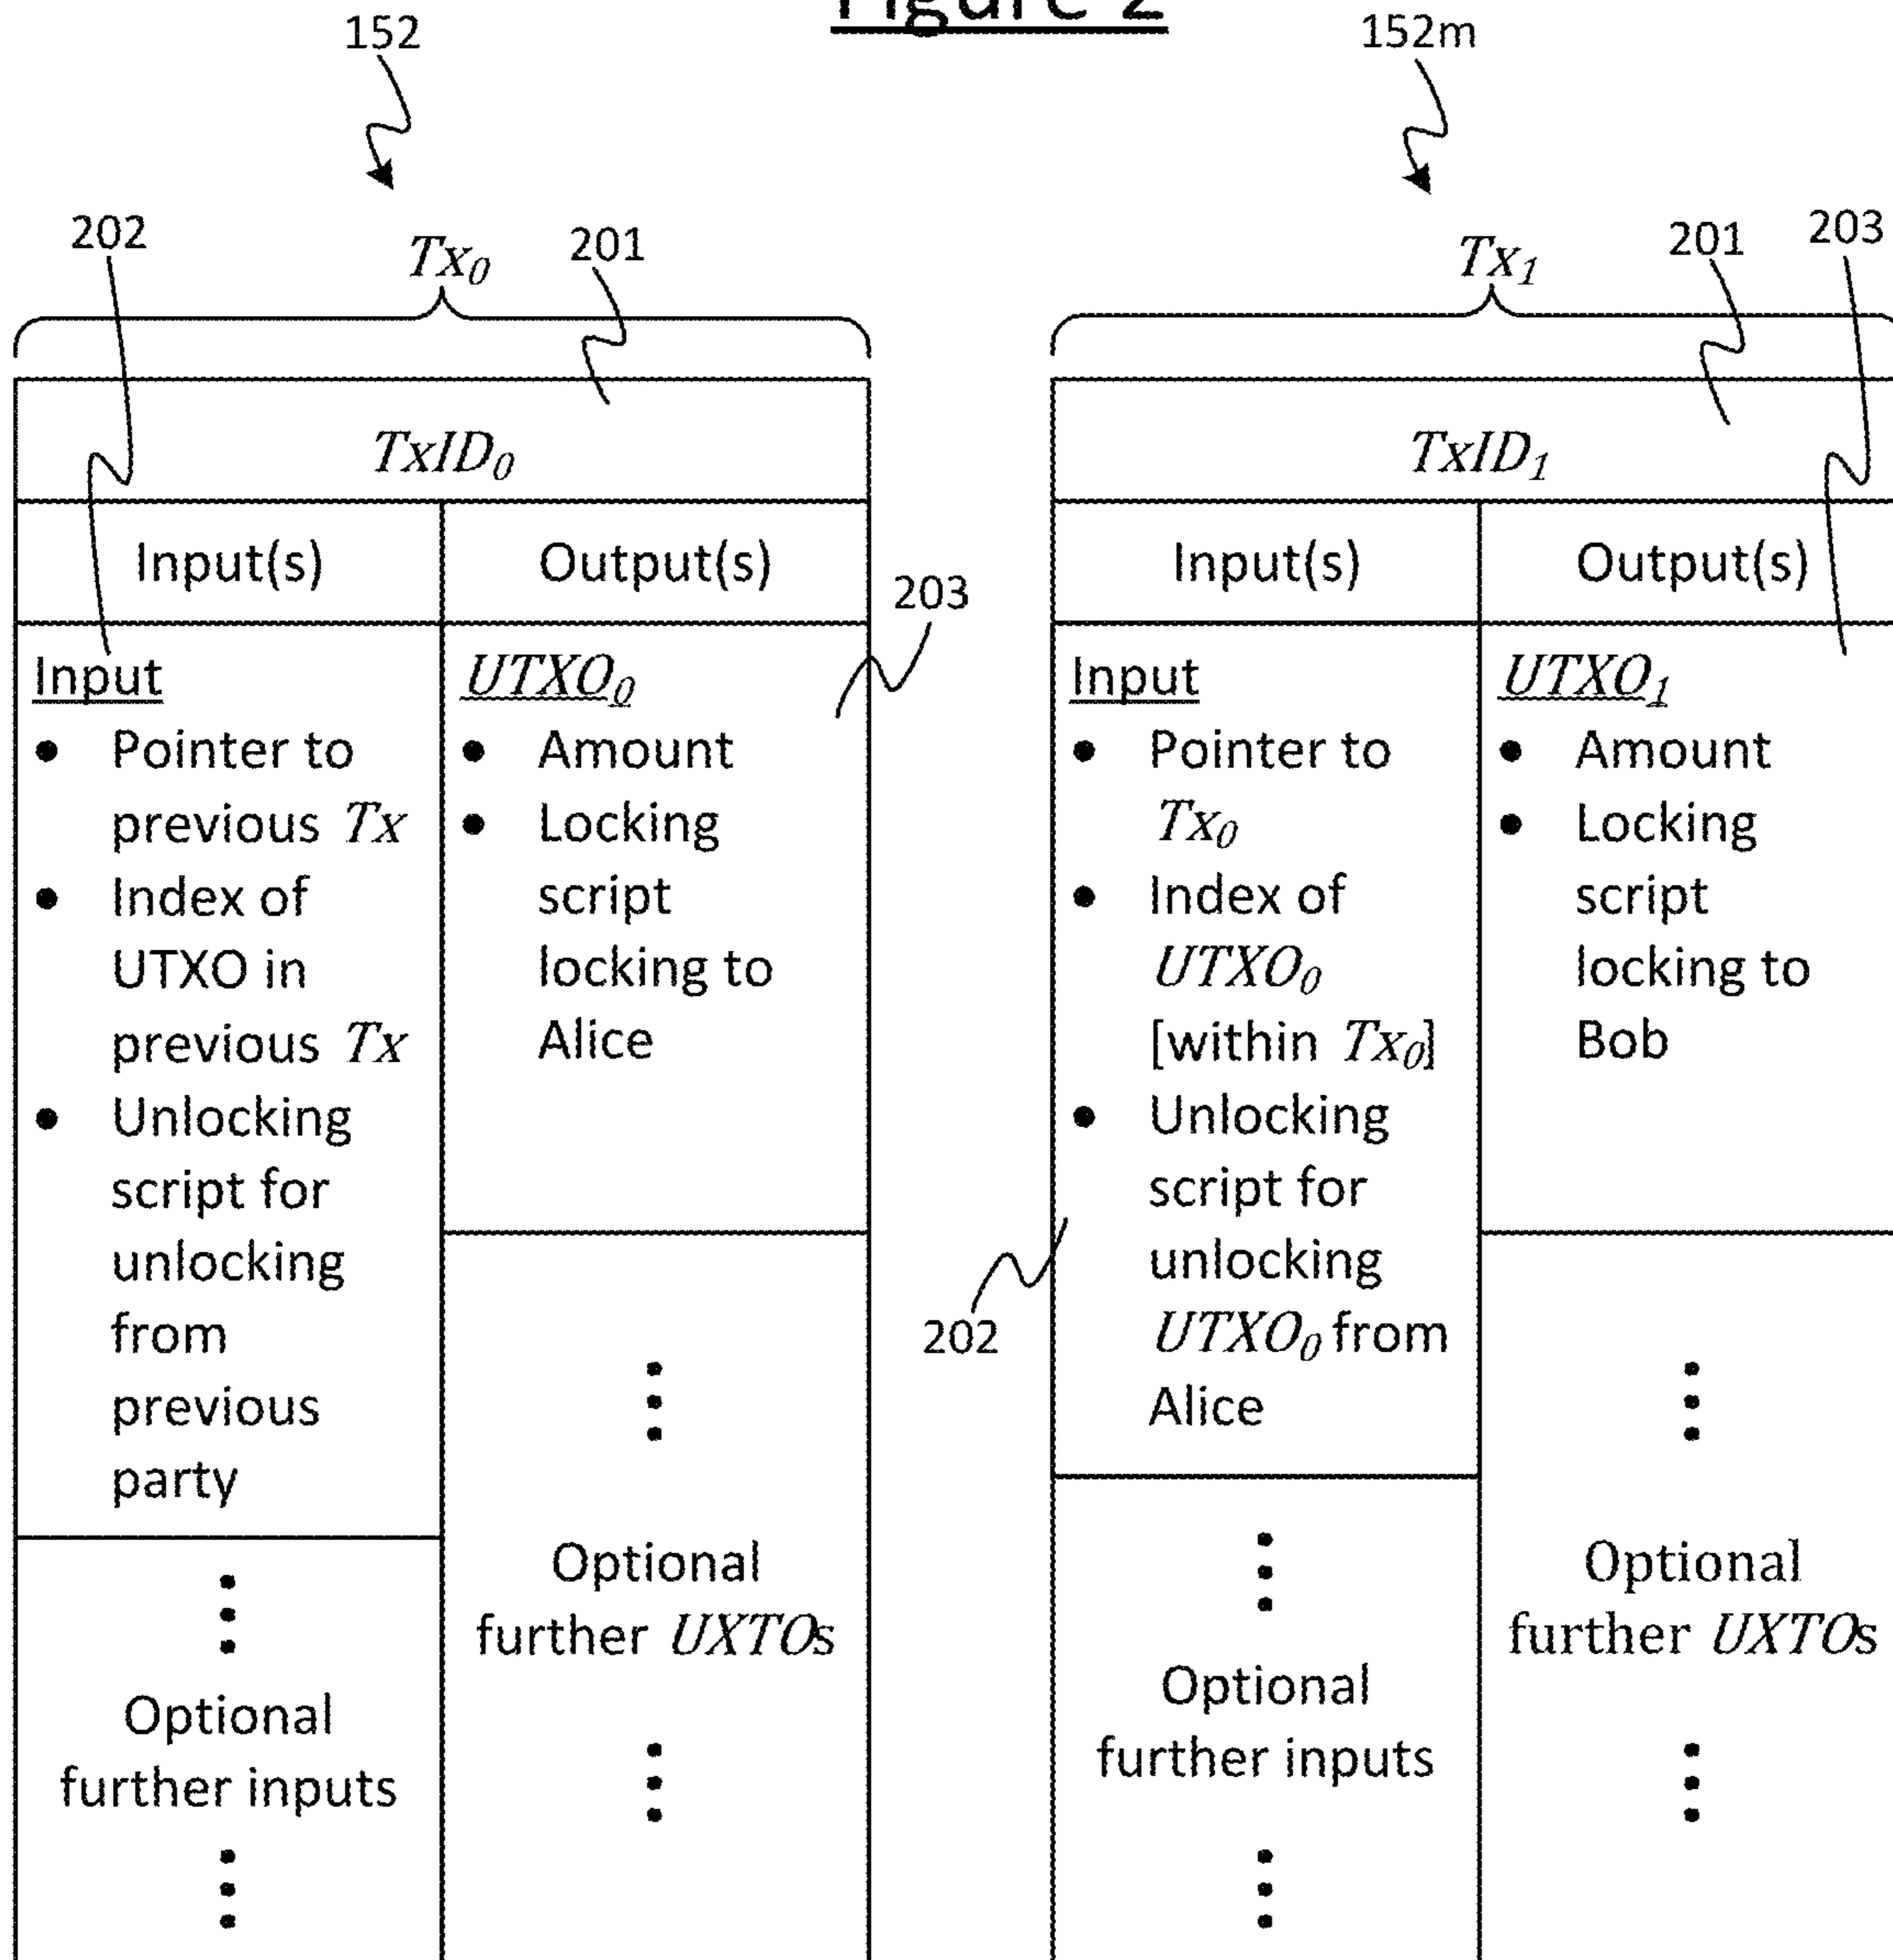 Figure 2
152
152m
202
Tx₀
201
Tx₁
201
203
TxID₀
Input(s)
Output(s)
203
Input
• Pointer to
previous Tx
• Index of
UTXO in
previous Tx
• Unlocking
script for
unlocking
from
previous
party
⋮
Optional
further inputs
⋮
UTXO₀
• Amount
• Locking
script
locking to
Alice
⋮
Optional
further UXTOs
⋮
TxID₁
Input(s)
Output(s)
Input
• Pointer to
Tx₀
• Index of
UTXO₀
[within Tx₀]
• Unlocking
script for
unlocking
UTXO₀ from
Alice
202
⋮
Optional
further inputs
⋮
UTXO₁
• Amount
• Locking
script
locking to
Bob
⋮
Optional
further UXTOs
⋮